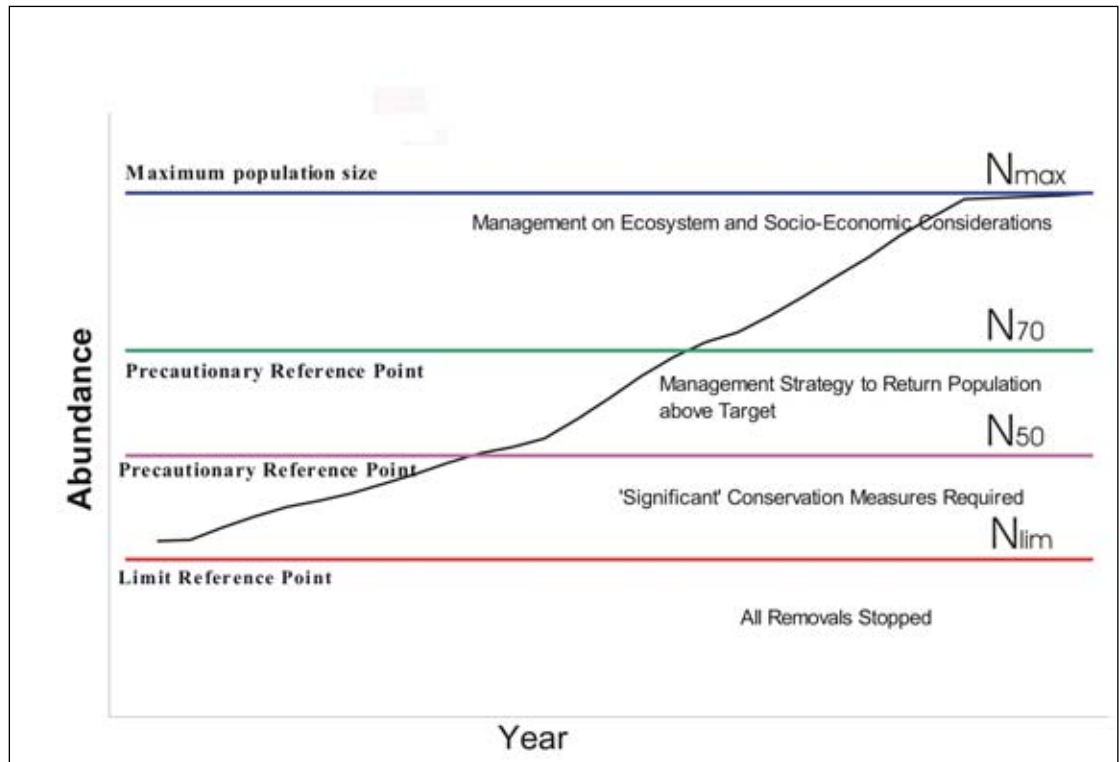 Maximum population size
Nmax
Management on Ecosystem and Socio-Economic Considerations
N70
Precautionary Reference Point
Management Strategy to Return Population
above Target
N50
Precautionary Reference Point
'Significant' Conservation Measures Required
Nlim
Limit Reference Point
All Removals Stopped
Abundance
Year